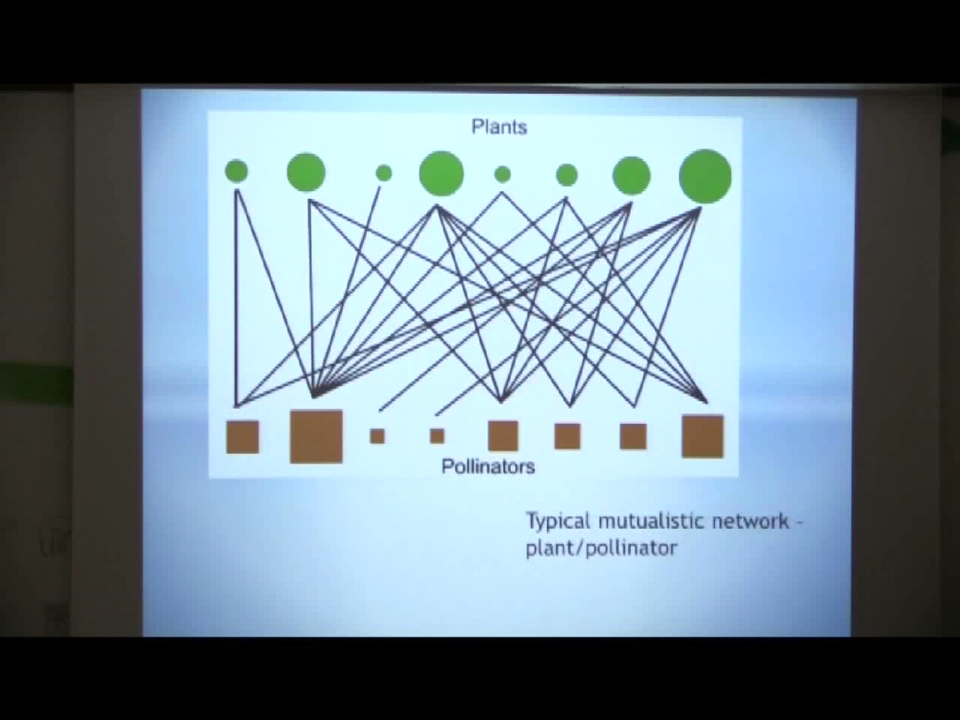 Plants
Pollinators
Typical mutualistic network -
plant/pollinator